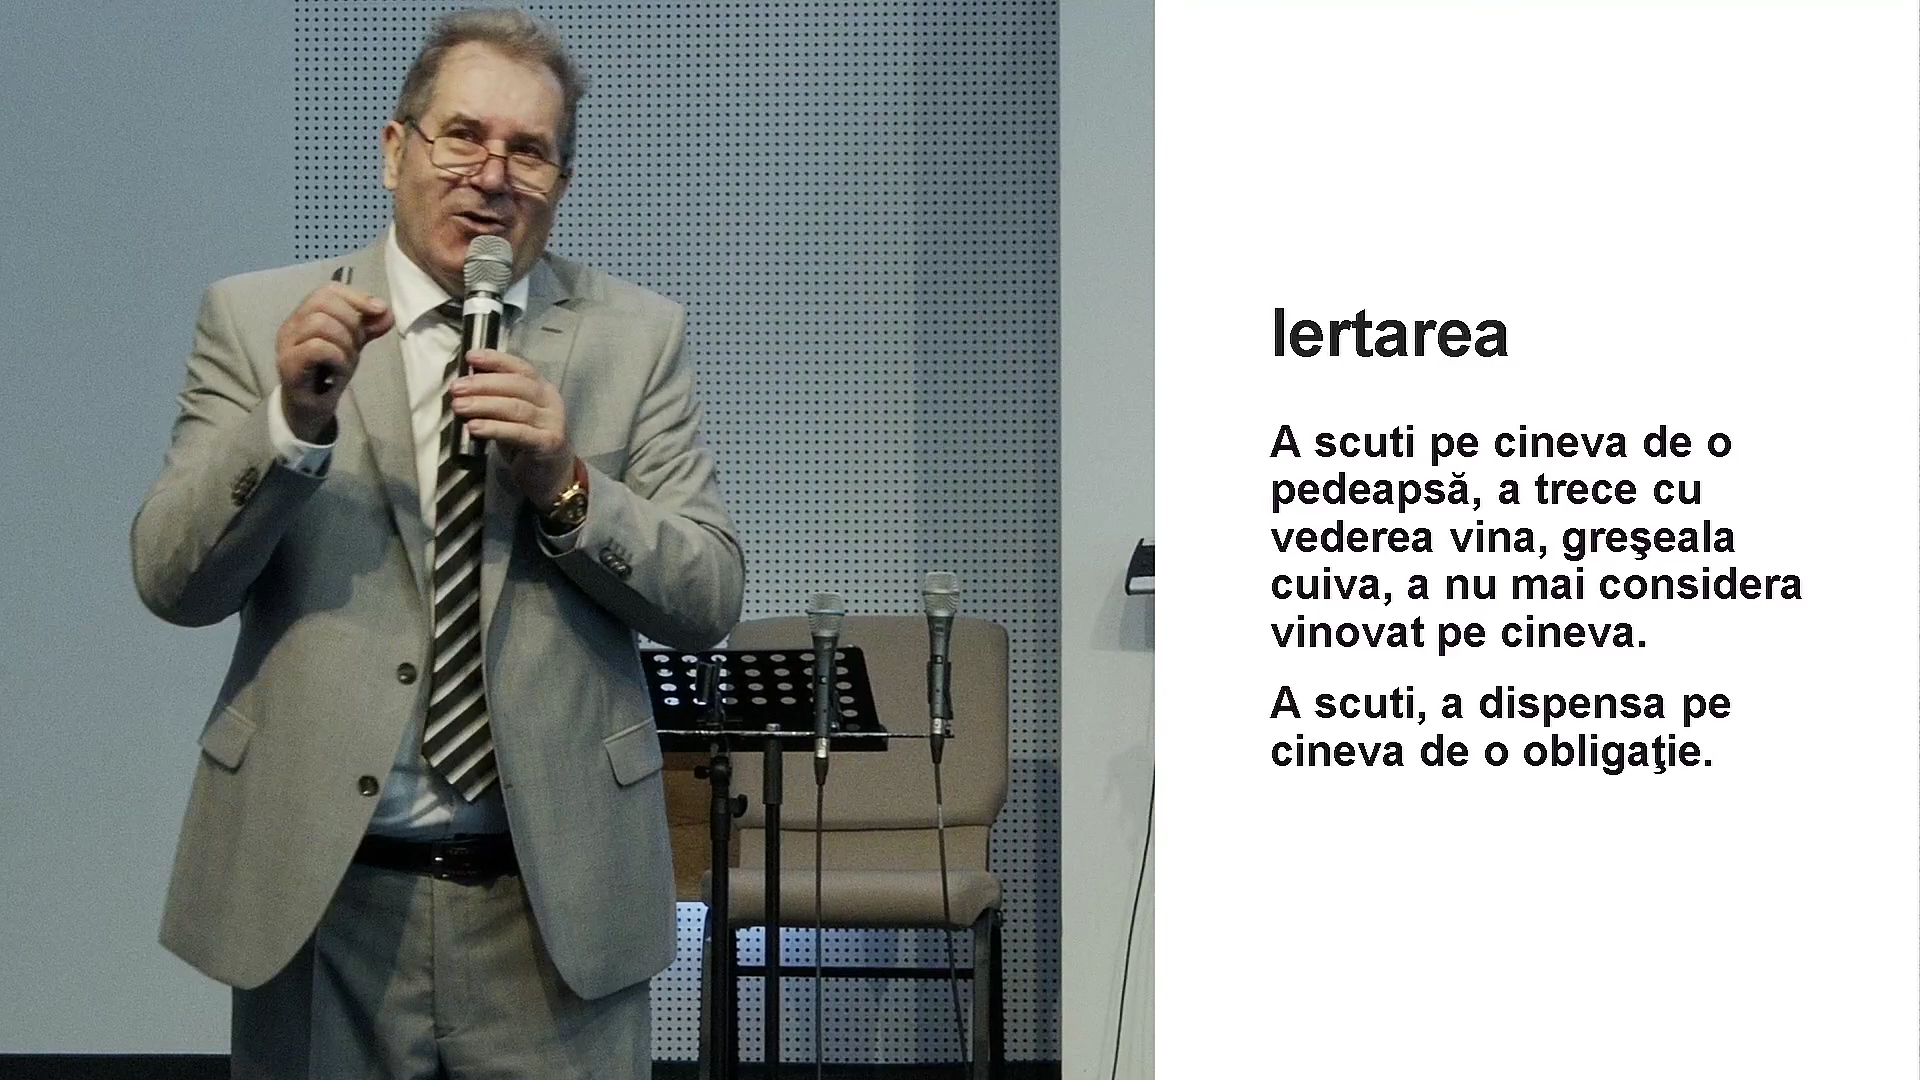 Iertarea
A scuti pe cineva de o
pedeapsă, a trece cu
vederea vina, greşeala
cuiva, a nu mai considera
vinovat pe cineva.
A scuti, a dispensa pe
cineva de o obligaţie.